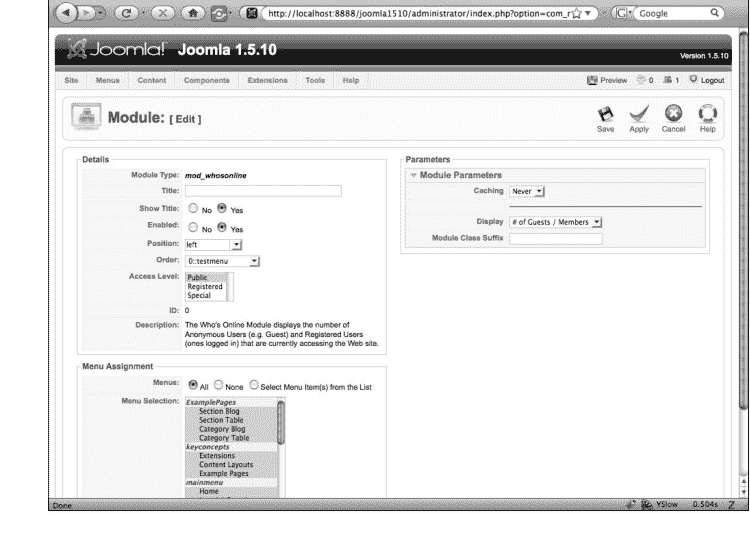 http://localhost:8888/joomla1510/administrator/index.php?option=com_r
Google
Joomla! Joomla 1.5.10
Version 1.5.10
Site Menus Content Components Extensions Tools Help
Preview 0 1 Logout
Module: [ Edit ]
Save Apply Cancel Help
Details
Module Type: mod_whosonline
Title:
Show Title: No Yes
Enabled: No Yes
Position: left
Order: 0::testmenu
Access Level: Public
Registered
Special
ID: 0
Description: The Who's Online Module displays the number of
Anonymous Users (e.g. Guest) and Registered Users
(ones logged in) that are currently accessing the Web site.
Parameters
Module Parameters
Caching Never
Display # of Guests / Members
Module Class Suffix
Menu Assignment
Menus: All None Select Menu Item(s) from the List
Menu Selection: ExamplePages
Section Blog
Section Table
Category Blog
Category Table
keyconcepts
Extensions
Content Layouts
Example Pages
mainmenu
Home
Done
YSlow 0.504s